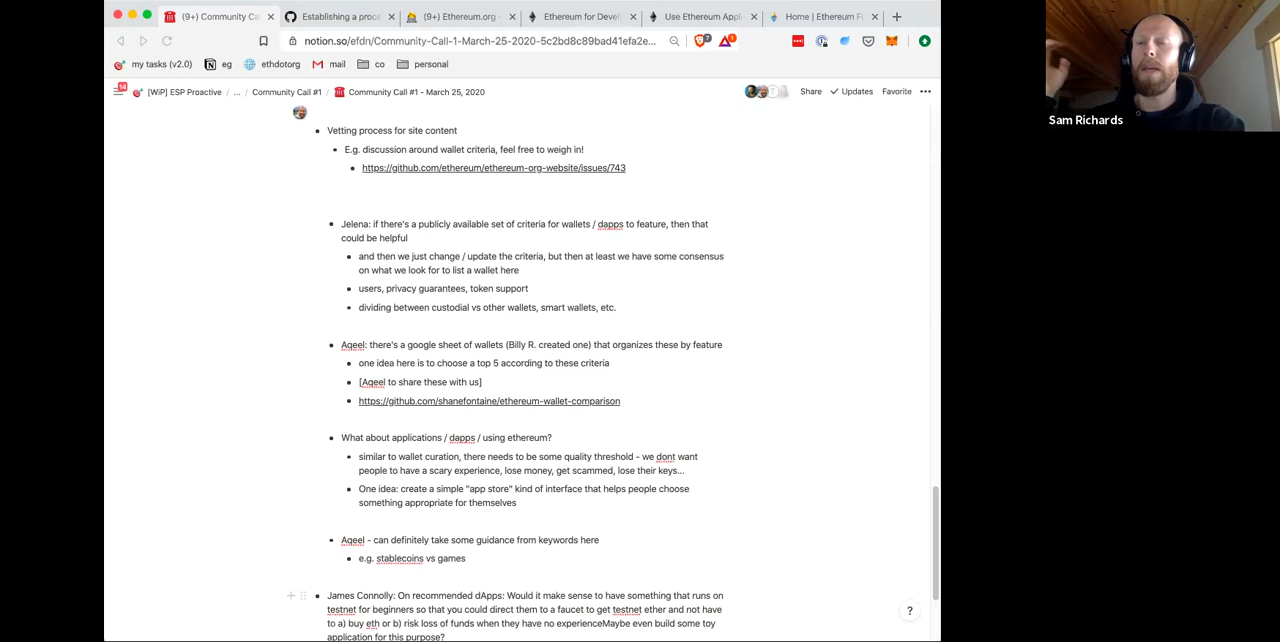 (9+) Community Ca
Establishing a proce
(9+) Ethereum.org -
Ethereum for Devel
Use Ethereum Appl
Home | Ethereum F
notion.so/efdn/Community-Call-1-March-25-2020-5c2bd8c89bad41efa2e...
7
1
my tasks (v2.0)
eg
ethdotorg
mail
co
personal
14
[WiP] ESP Proactive / ... / Community Call #1 / Community Call #1 - March 25, 2020
T
Share
Updates
Favorite
•••
Sam Richards
Vetting process for site content
E.g. discussion around wallet criteria, feel free to weigh in!
https://github.com/ethereum/ethereum-org-website/issues/743
Jelena: if there's a publicly available set of criteria for wallets / dapps to feature, then that
could be helpful
and then we just change / update the criteria, but then at least we have some consensus
on what we look for to list a wallet here
users, privacy guarantees, token support
dividing between custodial vs other wallets, smart wallets, etc.
Aqeel: there's a google sheet of wallets (Billy R. created one) that organizes these by feature
one idea here is to choose a top 5 according to these criteria
[Aqeel to share these with us]
https://github.com/shanefontaine/ethereum-wallet-comparison
What about applications / dapps / using ethereum?
similar to wallet curation, there needs to be some quality threshold - we dont want
people to have a scary experience, lose money, get scammed, lose their keys...
One idea: create a simple "app store" kind of interface that helps people choose
something appropriate for themselves
Aqeel - can definitely take some guidance from keywords here
e.g. stablecoins vs games
James Connolly: On recommended dApps: Would it make sense to have something that runs on
testnet for beginners so that you could direct them to a faucet to get testnet ether and not have
to a) buy eth or b) risk loss of funds when they have no experienceMaybe even build some toy
application for this purpose?
?